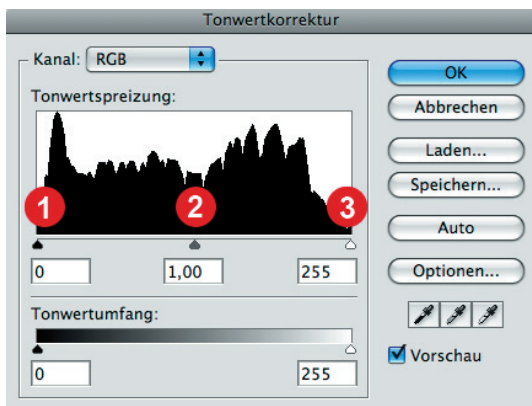 Tonwertkorrektur
Kanal: RGB
Tonwertspreizung:
1 2 3
0 1,00 255
Tonwertumfang:
0 255
OK
Abbrechen
Laden...
Speichern...
Auto
Optionen...
Vorschau